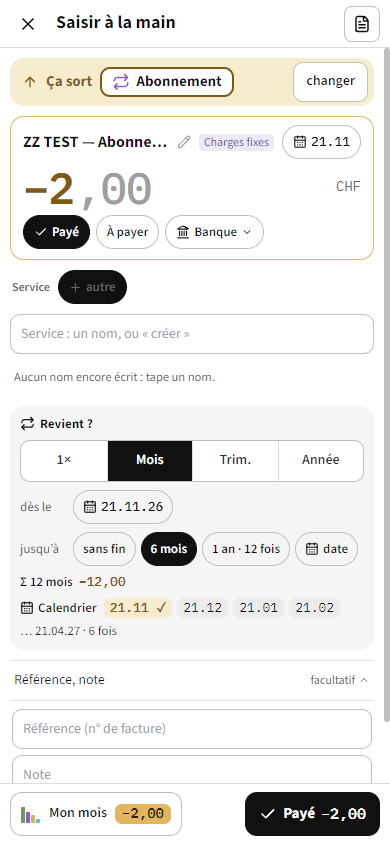 Saisir à la main
Ça sort
Abonnement
changer
ZZ TEST — Abonne…
Charges fixes
21.11
−2,00
CHF
Payé
À payer
Banque
Service
+ autre
Service : un nom, ou « créer »
Aucun nom encore écrit : tape un nom.
Revient ?
1×
Mois
Trim.
Année
dès le
21.11.26
jusqu'à
sans fin
6 mois
1 an · 12 fois
date
Σ 12 mois −12,00
Calendrier
21.11 ✓
21.12
21.01
21.02
… 21.04.27 · 6 fois
Référence, note
facultatif
Référence (n° de facture)
Note
Mon mois
−2,00
Payé −2,00